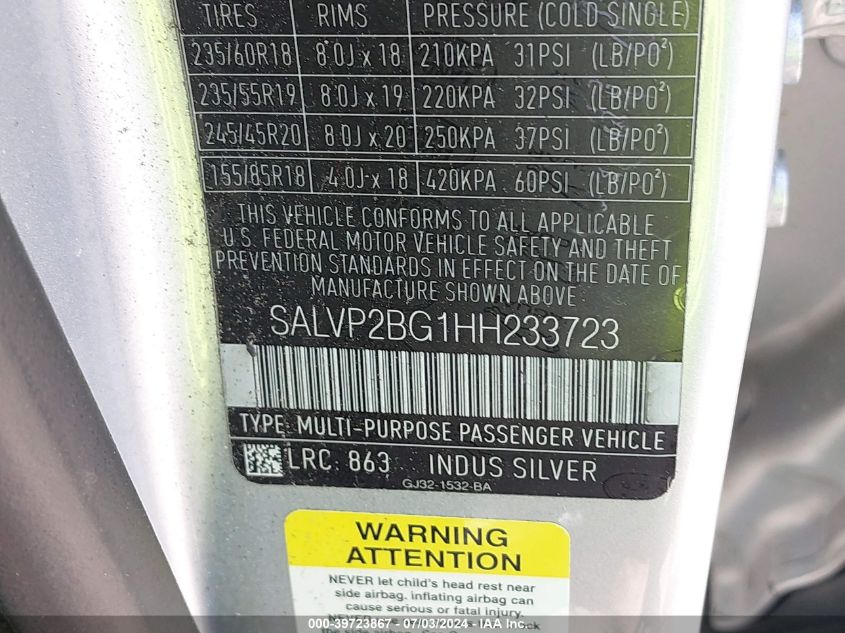 TIRES RIMS PRESSURE (COLD SINGLE)
235/60R18 8.0J x 18 210KPA 31PSI (LB/PO²)
235/55R19 8.0J x 19 220KPA 32PSI (LB/PO²)
245/45R20 8.0J x 20 250KPA 37PSI (LB/PO²)
155/85R18 4.0J x 18 420KPA 60PSI (LB/PO²)
THIS VEHICLE CONFORMS TO ALL APPLICABLE
U.S. FEDERAL MOTOR VEHICLE SAFETY AND THEFT
PREVENTION STANDARDS IN EFFECT ON THE DATE OF
MANUFACTURE SHOWN ABOVE
SALVP2BG1HH233723
TYPE: MULTI-PURPOSE PASSENGER VEHICLE
LRC: 863 INDUS SILVER
GJ32-1532-BA
WARNING
ATTENTION
NEVER let child's head rest near
side airbag. inflating airbag can
cause serious or fatal injury.
000-39723867 - 07/03/2024 - IAA Inc.